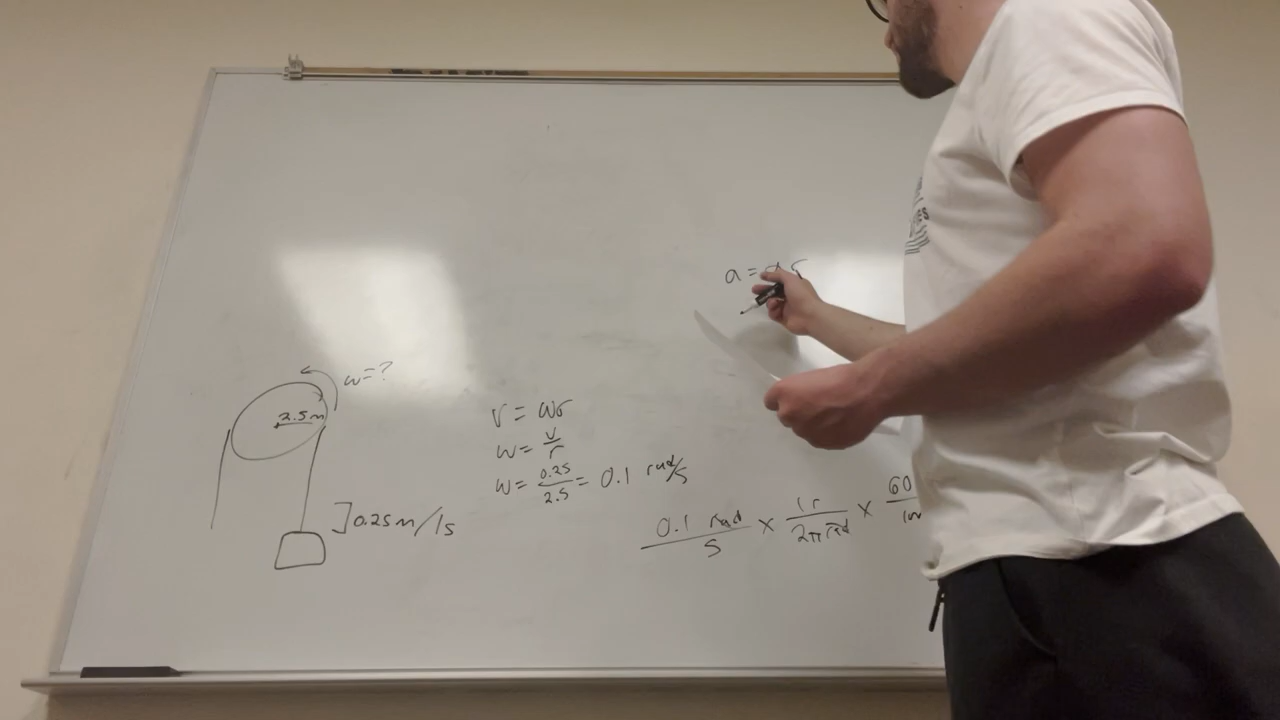 a =
ω=?
2.5m
v = ωr
ω = v/r
ω = 0.25/2.5 = 0.1 rad/s
]0.25m/1s
0.1 rad/s × 1r/2π rad × 60